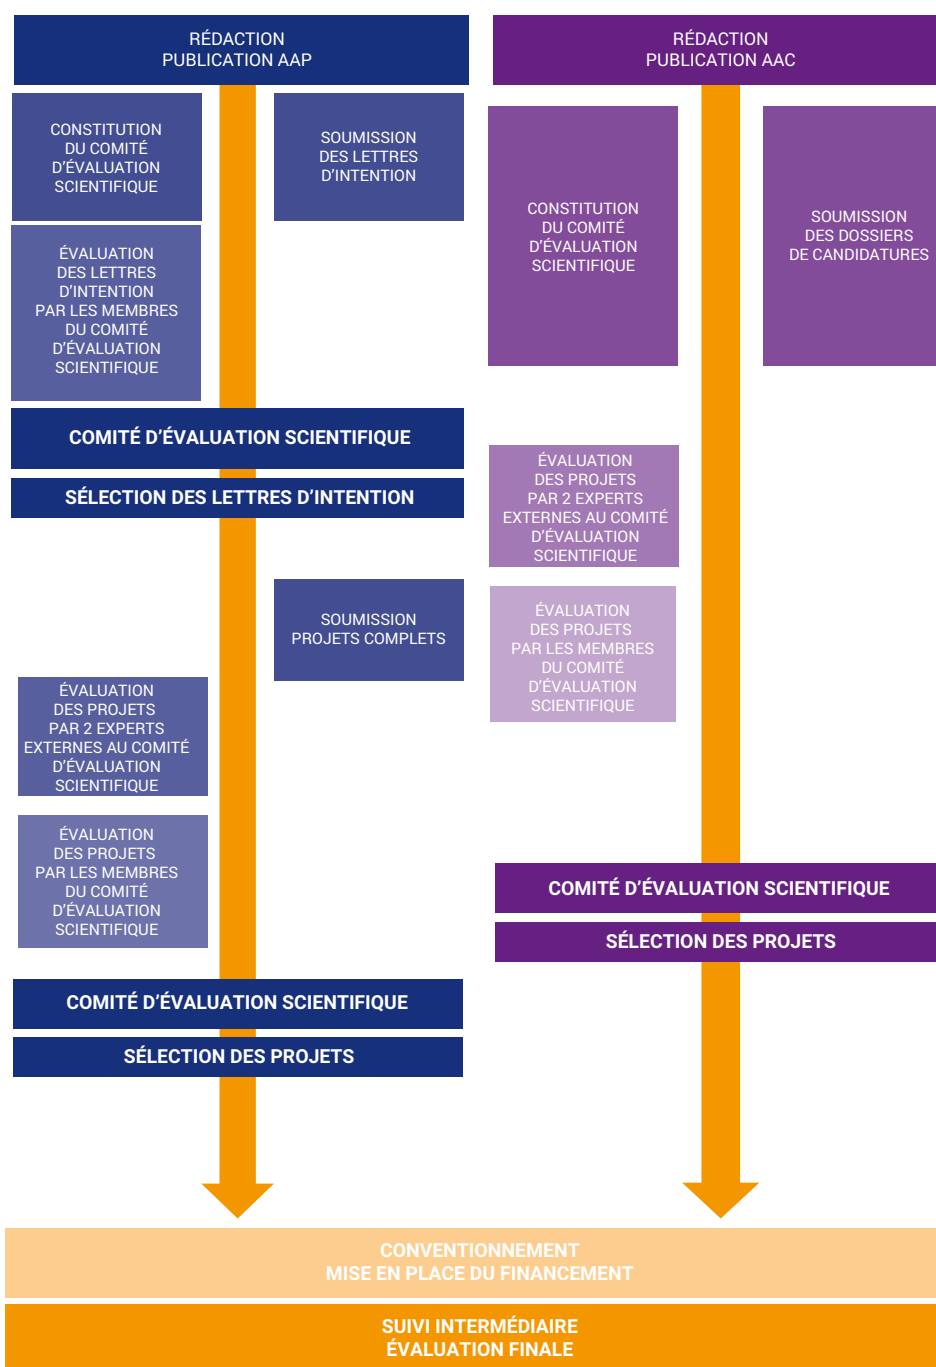 RÉDACTION
PUBLICATION AAP
CONSTITUTION
DU COMITÉ
D'ÉVALUATION
SCIENTIFIQUE
SOUMISSION
DES LETTRES
D'INTENTION
ÉVALUATION
DES LETTRES
D'INTENTION
PAR LES MEMBRES
DU COMITÉ
D'ÉVALUATION
SCIENTIFIQUE
COMITÉ D'ÉVALUATION SCIENTIFIQUE
SÉLECTION DES LETTRES D'INTENTION
SOUMISSION
PROJETS COMPLETS
ÉVALUATION
DES PROJETS
PAR 2 EXPERTS
EXTERNES AU COMITÉ
D'ÉVALUATION
SCIENTIFIQUE
ÉVALUATION
DES PROJETS
PAR LES MEMBRES
DU COMITÉ
D'ÉVALUATION
SCIENTIFIQUE
COMITÉ D'ÉVALUATION SCIENTIFIQUE
SÉLECTION DES PROJETS
RÉDACTION
PUBLICATION AAC
CONSTITUTION
DU COMITÉ
D'ÉVALUATION
SCIENTIFIQUE
SOUMISSION
DES DOSSIERS
DE CANDIDATURES
ÉVALUATION
DES PROJETS
PAR 2 EXPERTS
EXTERNES AU COMITÉ
D'ÉVALUATION
SCIENTIFIQUE
ÉVALUATION
DES PROJETS
PAR LES MEMBRES
DU COMITÉ
D'ÉVALUATION
SCIENTIFIQUE
COMITÉ D'ÉVALUATION SCIENTIFIQUE
SÉLECTION DES PROJETS
CONVENTIONNEMENT
MISE EN PLACE DU FINANCEMENT
SUIVI INTERMÉDIAIRE
ÉVALUATION FINALE